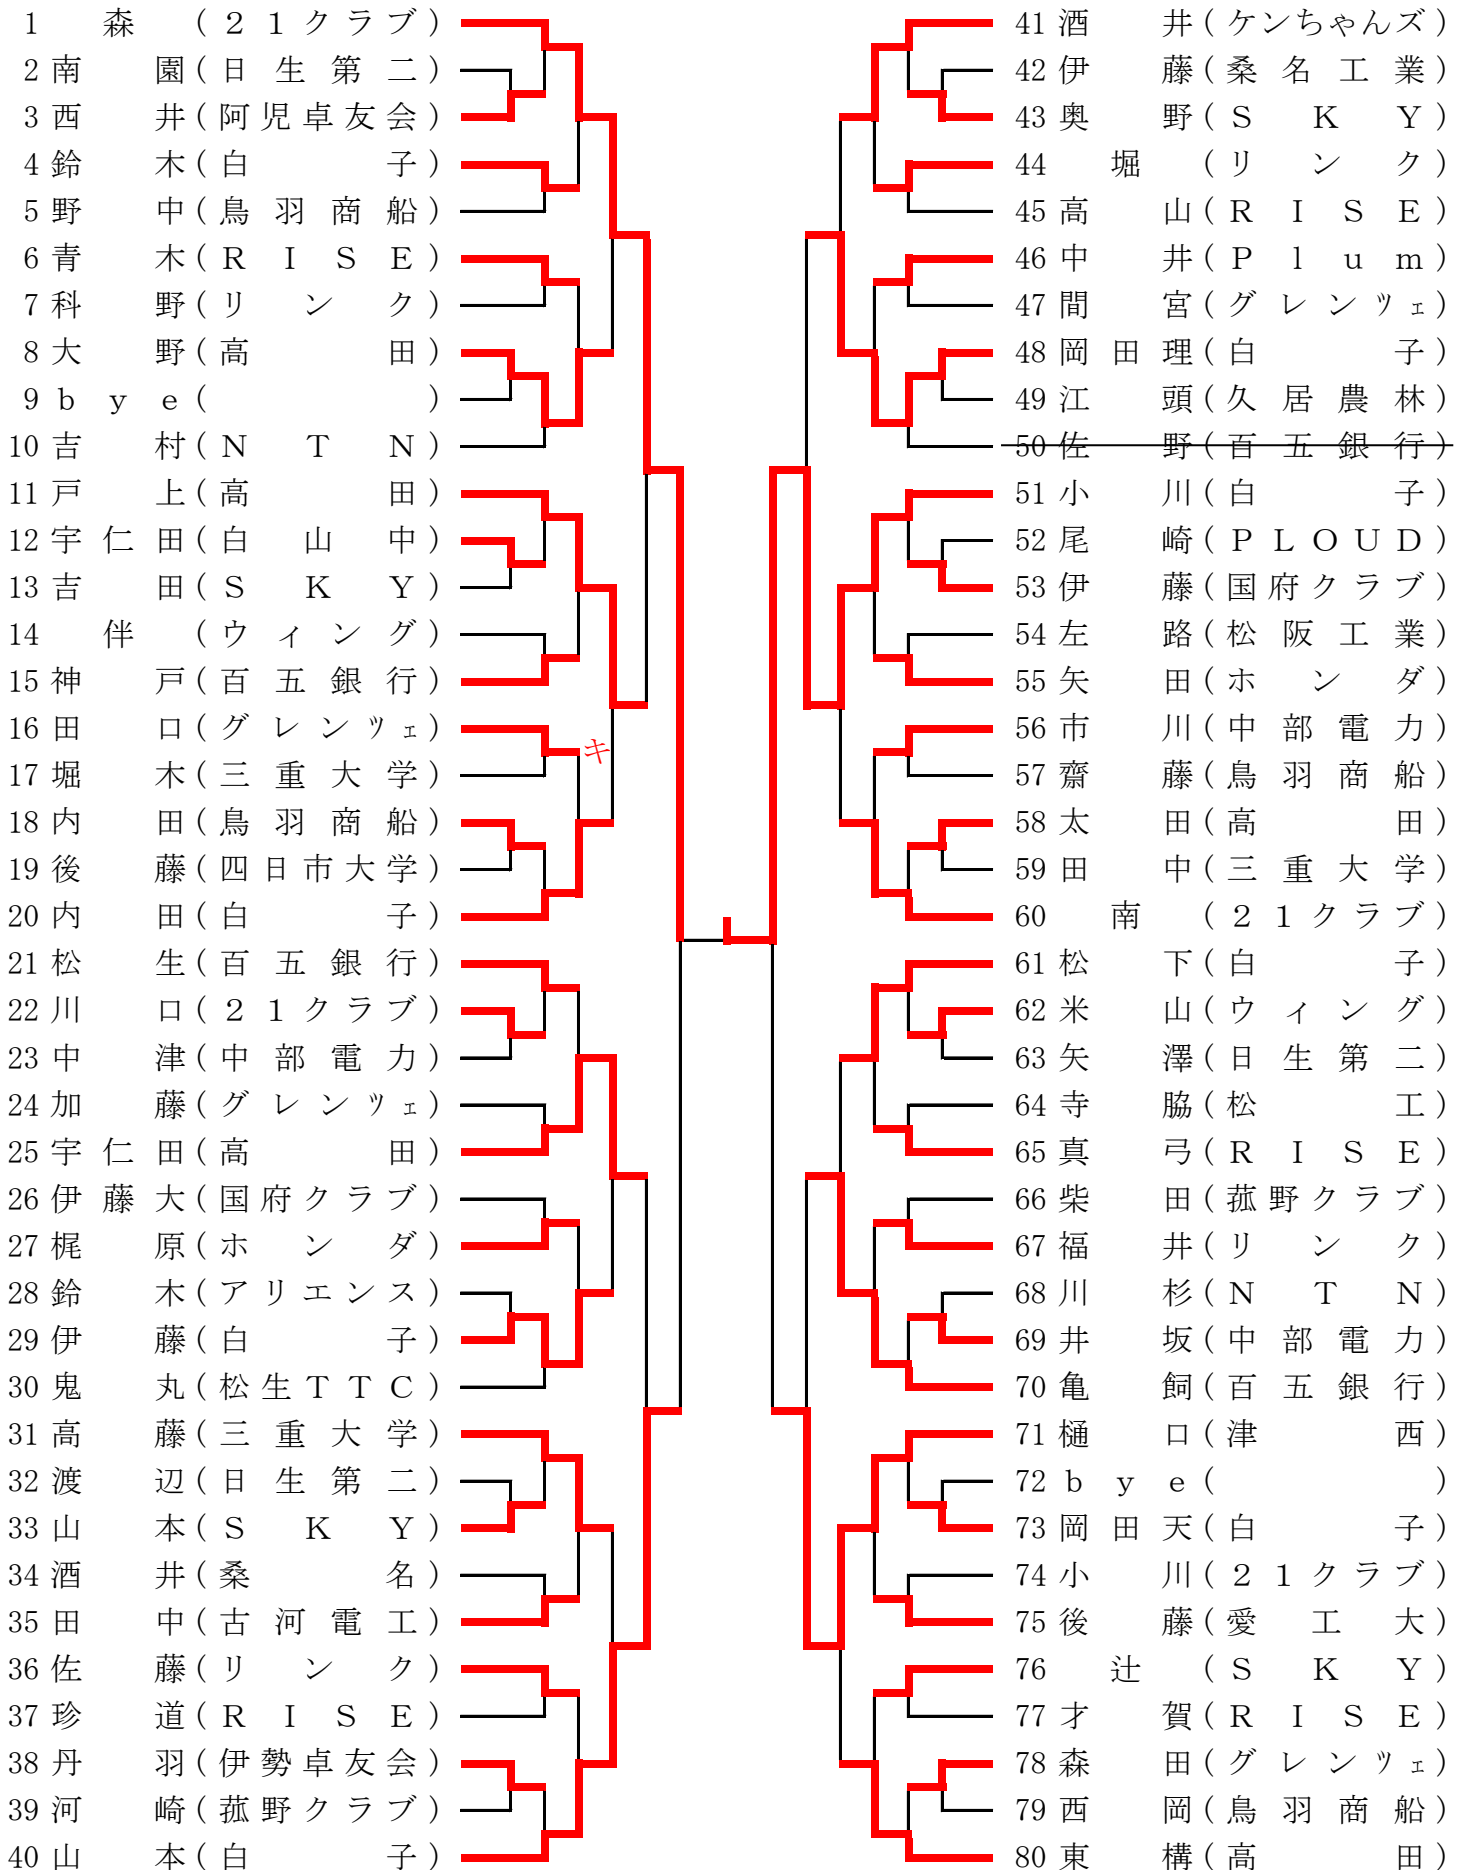 1 森 (２１クラブ)
2 南 園(日生第二)
3 西 井(阿児卓友会)
4 鈴 木(白 子)
5 野 中(鳥羽商船)
6 青 木(ＲＩＳＥ)
7 科 野(リンク)
8 大 野(高 田)
9 ｂｙｅ( )
10 吉 村(ＮＴＮ)
11 戸 上(高 田)
12 宇仁田(白山中)
13 吉 田(ＳＫＹ)
14 伴 (ウィング)
15 神 戸(百五銀行)
16 田 口(グレンツェ)
キ
17 堀 木(三重大学)
18 内 田(鳥羽商船)
19 後 藤(四日市大学)
20 内 田(白 子)
21 松 生(百五銀行)
22 川 口(２１クラブ)
23 中 津(中部電力)
24 加 藤(グレンツェ)
25 宇仁田(高 田)
26 伊藤大(国府クラブ)
27 梶 原(ホンダ)
28 鈴 木(アリエンス)
29 伊 藤(白 子)
30 鬼 丸(松生ＴＴＣ)
31 高 藤(三重大学)
32 渡 辺(日生第二)
33 山 本(ＳＫＹ)
34 酒 井(桑 名)
35 田 中(古河電工)
36 佐 藤(リンク)
37 珍 道(ＲＩＳＥ)
38 丹 羽(伊勢卓友会)
39 河 崎(菰野クラブ)
40 山 本(白 子)
41 酒 井(ケンちゃんズ)
42 伊 藤(桑名工業)
43 奥 野(ＳＫＹ)
44 堀 (リンク)
45 高 山(ＲＩＳＥ)
46 中 井(Ｐｌｕｍ)
47 間 宮(グレンツェ)
48 岡田理(白 子)
49 江 頭(久居農林)
50 佐 野(百五銀行)
51 小 川(白 子)
52 尾 崎(ＰＬＯＵＤ)
53 伊 藤(国府クラブ)
54 左 路(松阪工業)
55 矢 田(ホンダ)
56 市 川(中部電力)
57 齋 藤(鳥羽商船)
58 太 田(高 田)
59 田 中(三重大学)
60 南 (２１クラブ)
61 松 下(白 子)
62 米 山(ウィング)
63 矢 澤(日生第二)
64 寺 脇(松 工)
65 真 弓(ＲＩＳＥ)
66 柴 田(菰野クラブ)
67 福 井(リンク)
68 川 杉(ＮＴＮ)
69 井 坂(中部電力)
70 亀 飼(百五銀行)
71 樋 口(津 西)
72 ｂｙｅ( )
73 岡田天(白 子)
74 小 川(２１クラブ)
75 後 藤(愛工大)
76 辻 (ＳＫＹ)
77 才 賀(ＲＩＳＥ)
78 森 田(グレンツェ)
79 西 岡(鳥羽商船)
80 東 構(高 田)